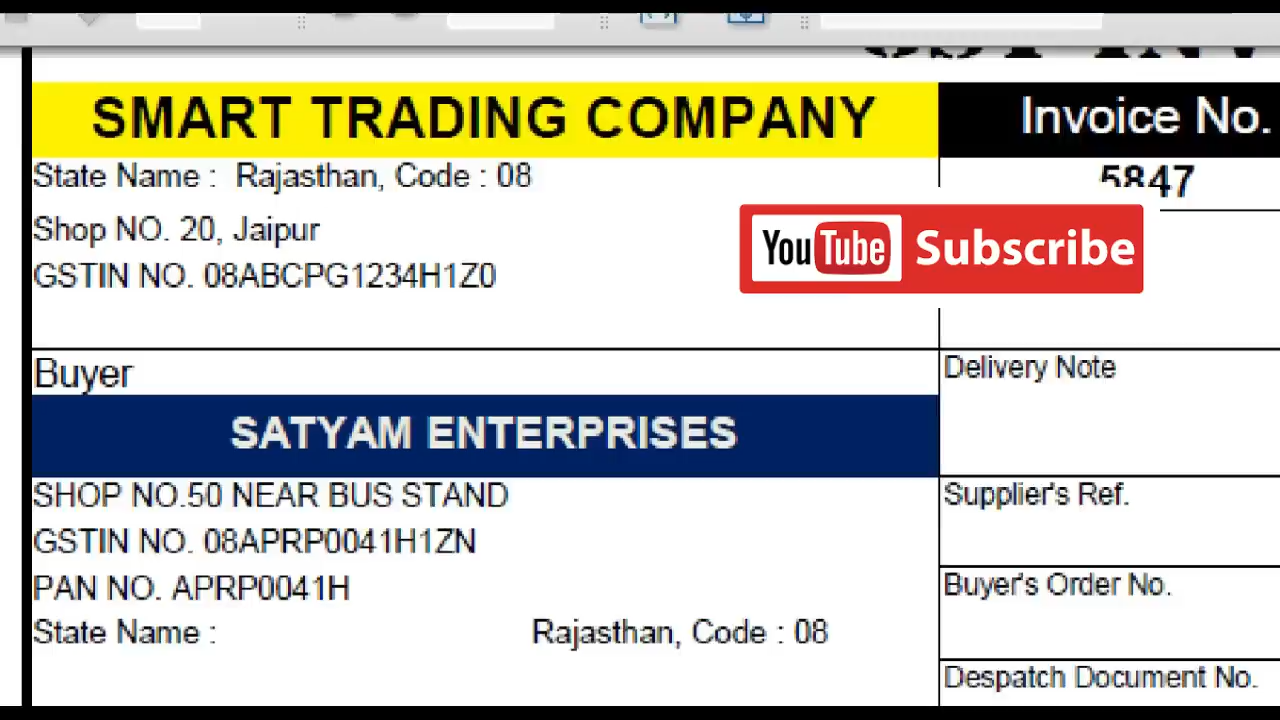 SMART TRADING COMPANY
Invoice No.
State Name : Rajasthan, Code : 08
5847
Shop NO. 20, Jaipur
YouTube Subscribe
GSTIN NO. 08ABCPG1234H1Z0
Buyer
Delivery Note
SATYAM ENTERPRISES
SHOP NO.50 NEAR BUS STAND
Supplier's Ref.
GSTIN NO. 08APRP0041H1ZN
PAN NO. APRP0041H
Buyer's Order No.
State Name : Rajasthan, Code : 08
Despatch Document No.